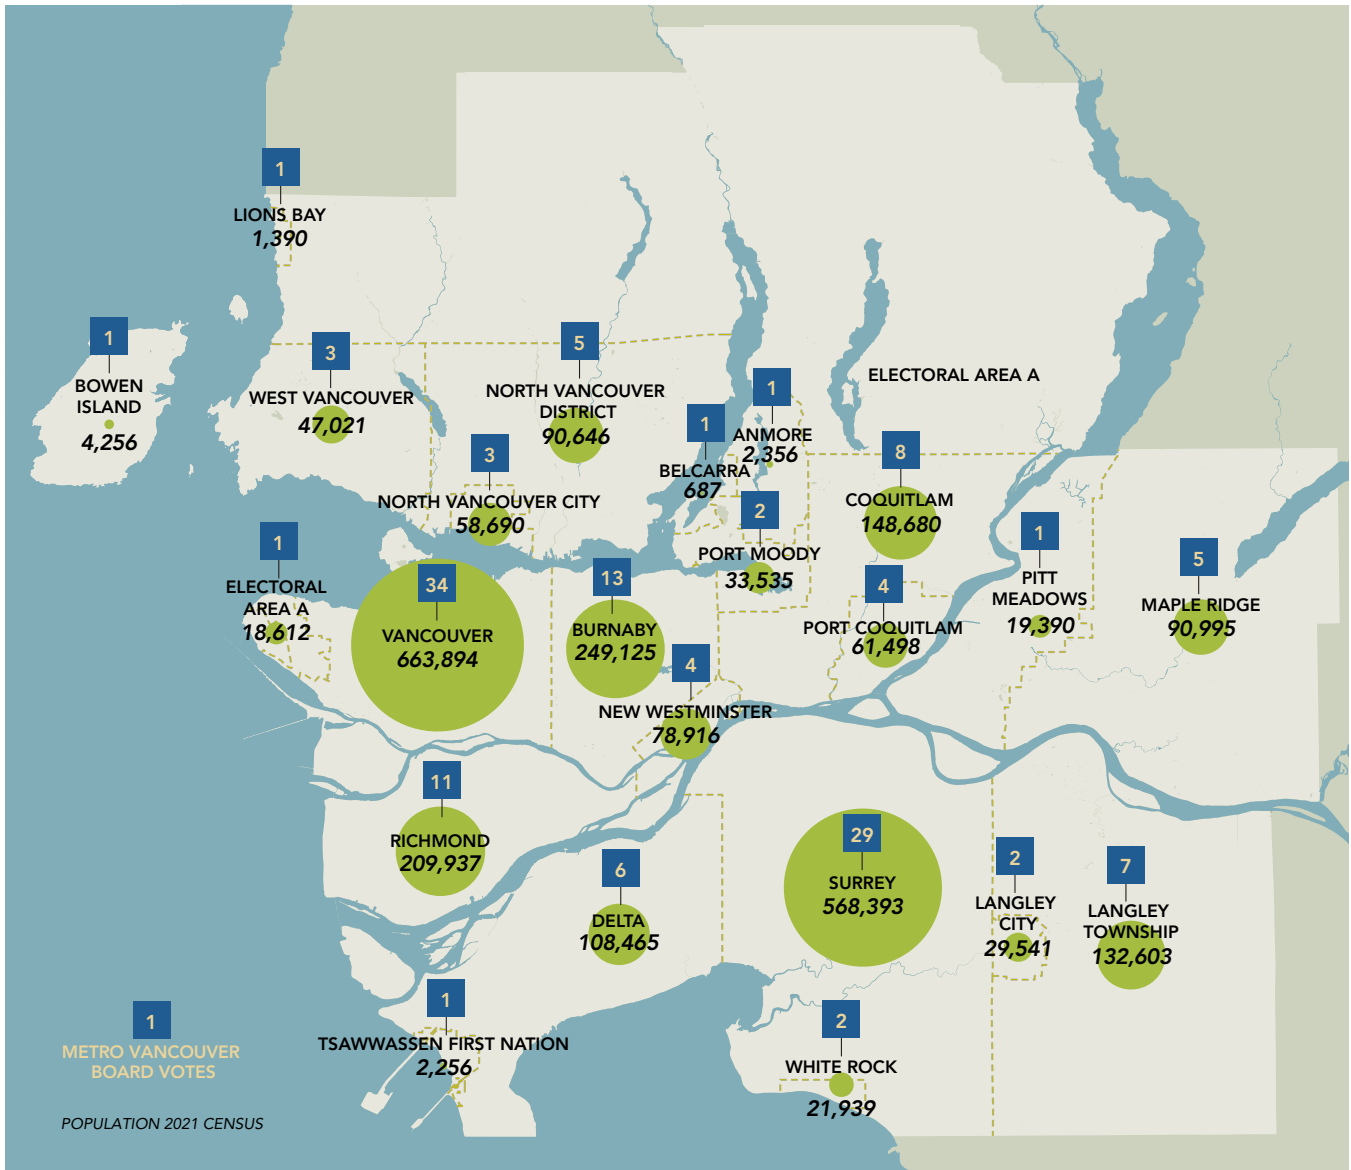 1
LIONS BAY
1,390
1
BOWEN
ISLAND
4,256
3
WEST VANCOUVER
47,021
5
NORTH VANCOUVER
DISTRICT
90,646
3
NORTH VANCOUVER CITY
58,690
1
BELCARRA
687
1
ANMORE
2,356
ELECTORAL AREA A
8
COQUITLAM
148,680
2
PORT MOODY
33,535
1
PITT
MEADOWS
19,390
5
MAPLE RIDGE
90,995
1
ELECTORAL
AREA A
18,612
34
VANCOUVER
663,894
13
BURNABY
249,125
4
PORT COQUITLAM
61,498
4
NEW WESTMINSTER
78,916
11
RICHMOND
209,937
6
DELTA
108,465
29
SURREY
568,393
2
LANGLEY
CITY
29,541
7
LANGLEY
TOWNSHIP
132,603
1
TSAWWASSEN FIRST NATION
2,256
2
WHITE ROCK
21,939
1
METRO VANCOUVER
BOARD VOTES
POPULATION 2021 CENSUS